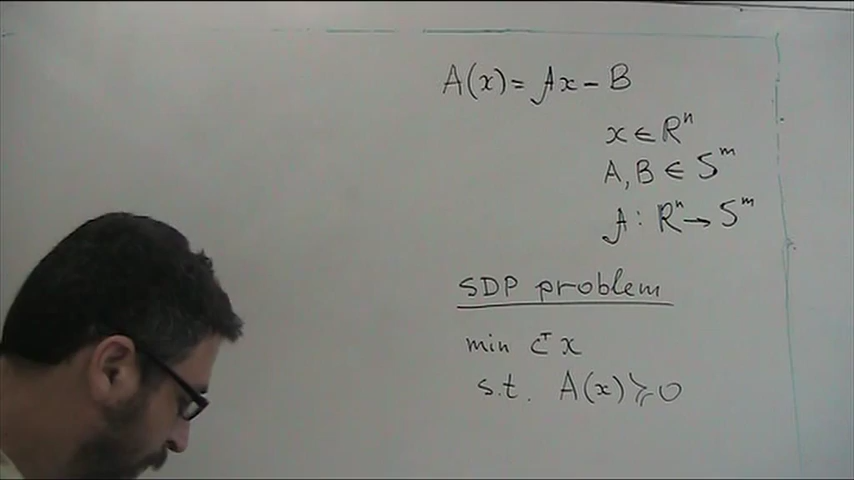 A(x) = 𝒜x − B
x ∈ ℝⁿ
A, B ∈ 𝕊ᵐ
𝒜 : ℝⁿ → 𝕊ᵐ
SDP problem
min cᵀx
s.t. A(x) ≽ 0